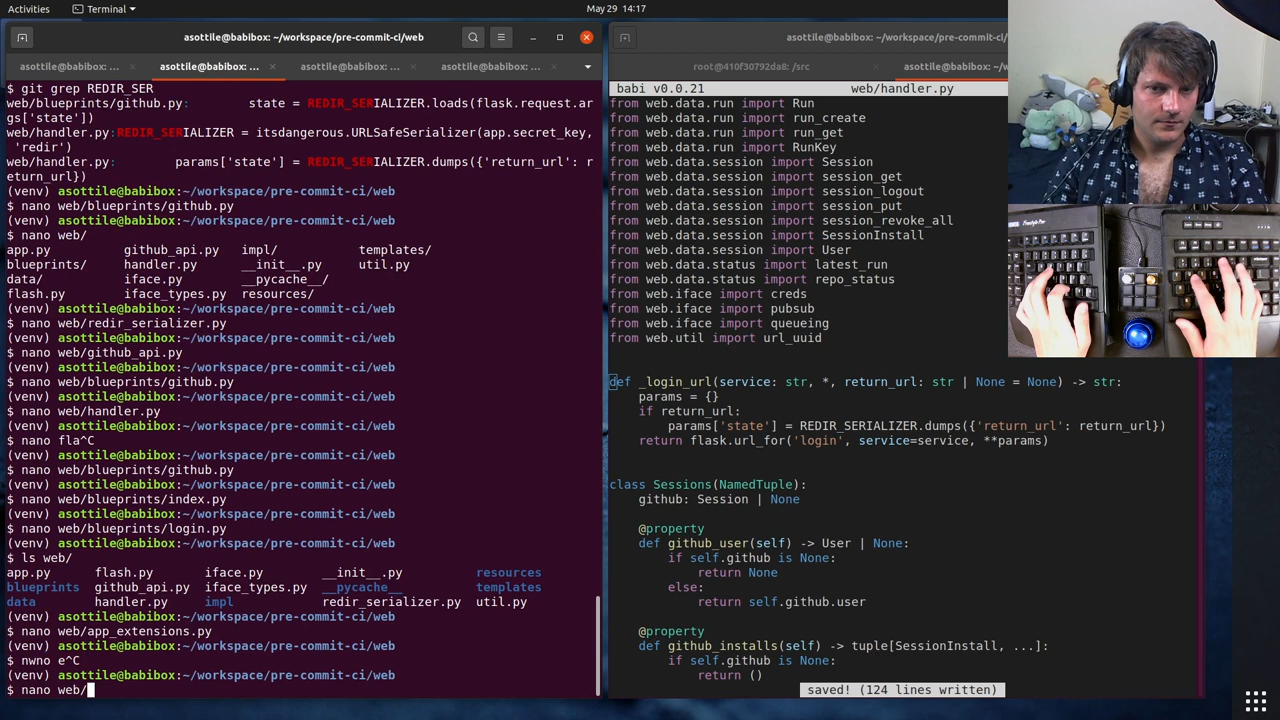 Activities
Terminal
May 29 14:17
asottile@babibox: ~/workspace/pre-commit-ci/web
asottile@babibox: ...
asottile@babibox: ...
asottile@babibox: ...
asottile@babibox: ...
$ git grep REDIR_SER
web/blueprints/github.py:        state = REDIR_SERIALIZER.loads(flask.request.ar
gs['state'])
web/handler.py:REDIR_SERIALIZER = itsdangerous.URLSafeSerializer(app.secret_key,
 'redir')
web/handler.py:        params['state'] = REDIR_SERIALIZER.dumps({'return_url': r
eturn_url})
(venv) asottile@babibox:~/workspace/pre-commit-ci/web
$ nano web/blueprints/github.py
(venv) asottile@babibox:~/workspace/pre-commit-ci/web
$ nano web/
app.py          github_api.py   impl/           templates/
blueprints/     handler.py      __init__.py     util.py
data/           iface.py        __pycache__/
flash.py        iface_types.py  resources/
(venv) asottile@babibox:~/workspace/pre-commit-ci/web
$ nano web/redir_serializer.py
(venv) asottile@babibox:~/workspace/pre-commit-ci/web
$ nano web/github_api.py
(venv) asottile@babibox:~/workspace/pre-commit-ci/web
$ nano web/blueprints/github.py
(venv) asottile@babibox:~/workspace/pre-commit-ci/web
$ nano web/handler.py
(venv) asottile@babibox:~/workspace/pre-commit-ci/web
$ nano fla^C
(venv) asottile@babibox:~/workspace/pre-commit-ci/web
$ nano web/blueprints/github.py
(venv) asottile@babibox:~/workspace/pre-commit-ci/web
$ nano web/blueprints/index.py
(venv) asottile@babibox:~/workspace/pre-commit-ci/web
$ nano web/blueprints/login.py
(venv) asottile@babibox:~/workspace/pre-commit-ci/web
$ ls web/
app.py      flash.py       iface.py        __init__.py          resources
blueprints  github_api.py  iface_types.py  __pycache__          templates
data        handler.py     impl            redir_serializer.py  util.py
(venv) asottile@babibox:~/workspace/pre-commit-ci/web
$ nano web/app_extensions.py
(venv) asottile@babibox:~/workspace/pre-commit-ci/web
$ nwno e^C
(venv) asottile@babibox:~/workspace/pre-commit-ci/web
$ nano web/
asottile@babibox: ~/workspace/pre-commit-ci/
root@410f30792da8: /src
asottile@babibox: ~/w
babi v0.0.21                    web/handler.py
from web.data.run import Run
from web.data.run import run_create
from web.data.run import run_get
from web.data.run import RunKey
from web.data.session import Session
from web.data.session import session_get
from web.data.session import session_logout
from web.data.session import session_put
from web.data.session import session_revoke_all
from web.data.session import SessionInstall
from web.data.session import User
from web.data.status import latest_run
from web.data.status import repo_status
from web.iface import creds
from web.iface import pubsub
from web.iface import queueing
from web.util import url_uuid
def _login_url(service: str, *, return_url: str | None = None) -> str:
    params = {}
    if return_url:
        params['state'] = REDIR_SERIALIZER.dumps({'return_url': return_url})
    return flask.url_for('login', service=service, **params)
class Sessions(NamedTuple):
    github: Session | None
    @property
    def github_user(self) -> User | None:
        if self.github is None:
            return None
        else:
            return self.github.user
    @property
    def github_installs(self) -> tuple[SessionInstall, ...]:
        if self.github is None:
            return ()
saved! (124 lines written)